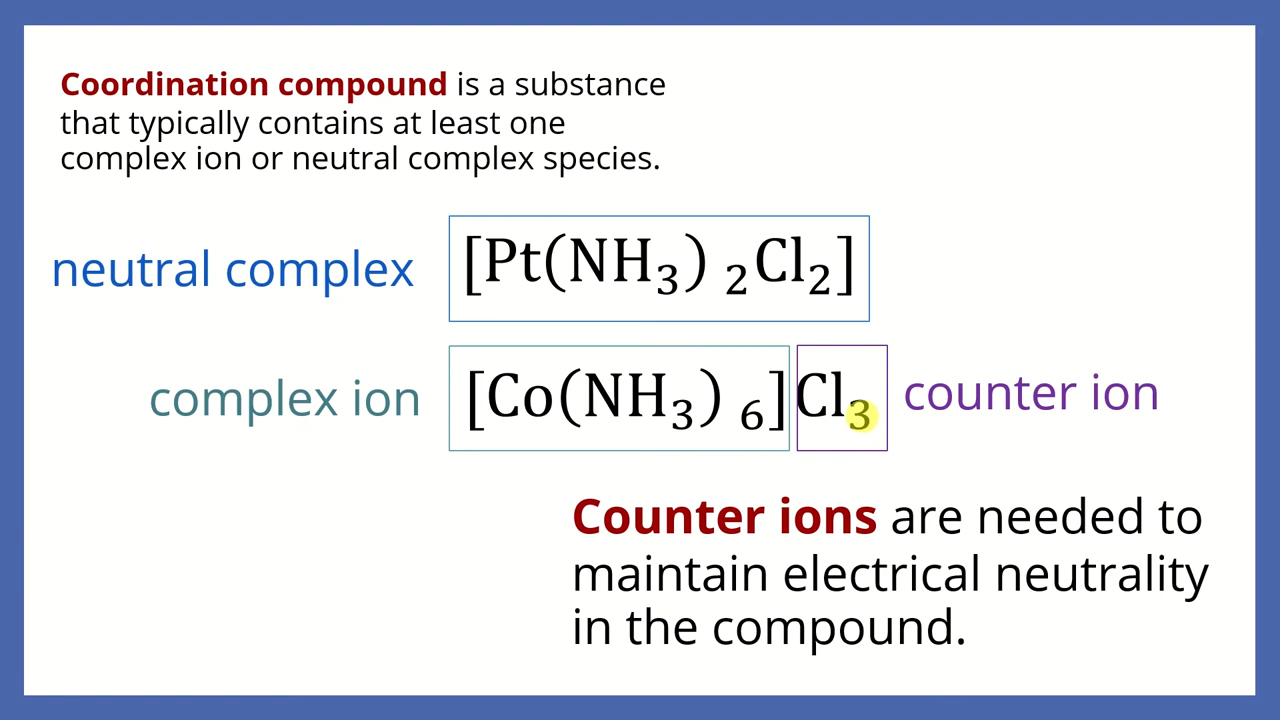 Coordination compound is a substance
that typically contains at least one
complex ion or neutral complex species.
neutral complex [Pt(NH₃)₂Cl₂]
complex ion [Co(NH₃)₆]Cl₃ counter ion
Counter ions are needed to
maintain electrical neutrality
in the compound.